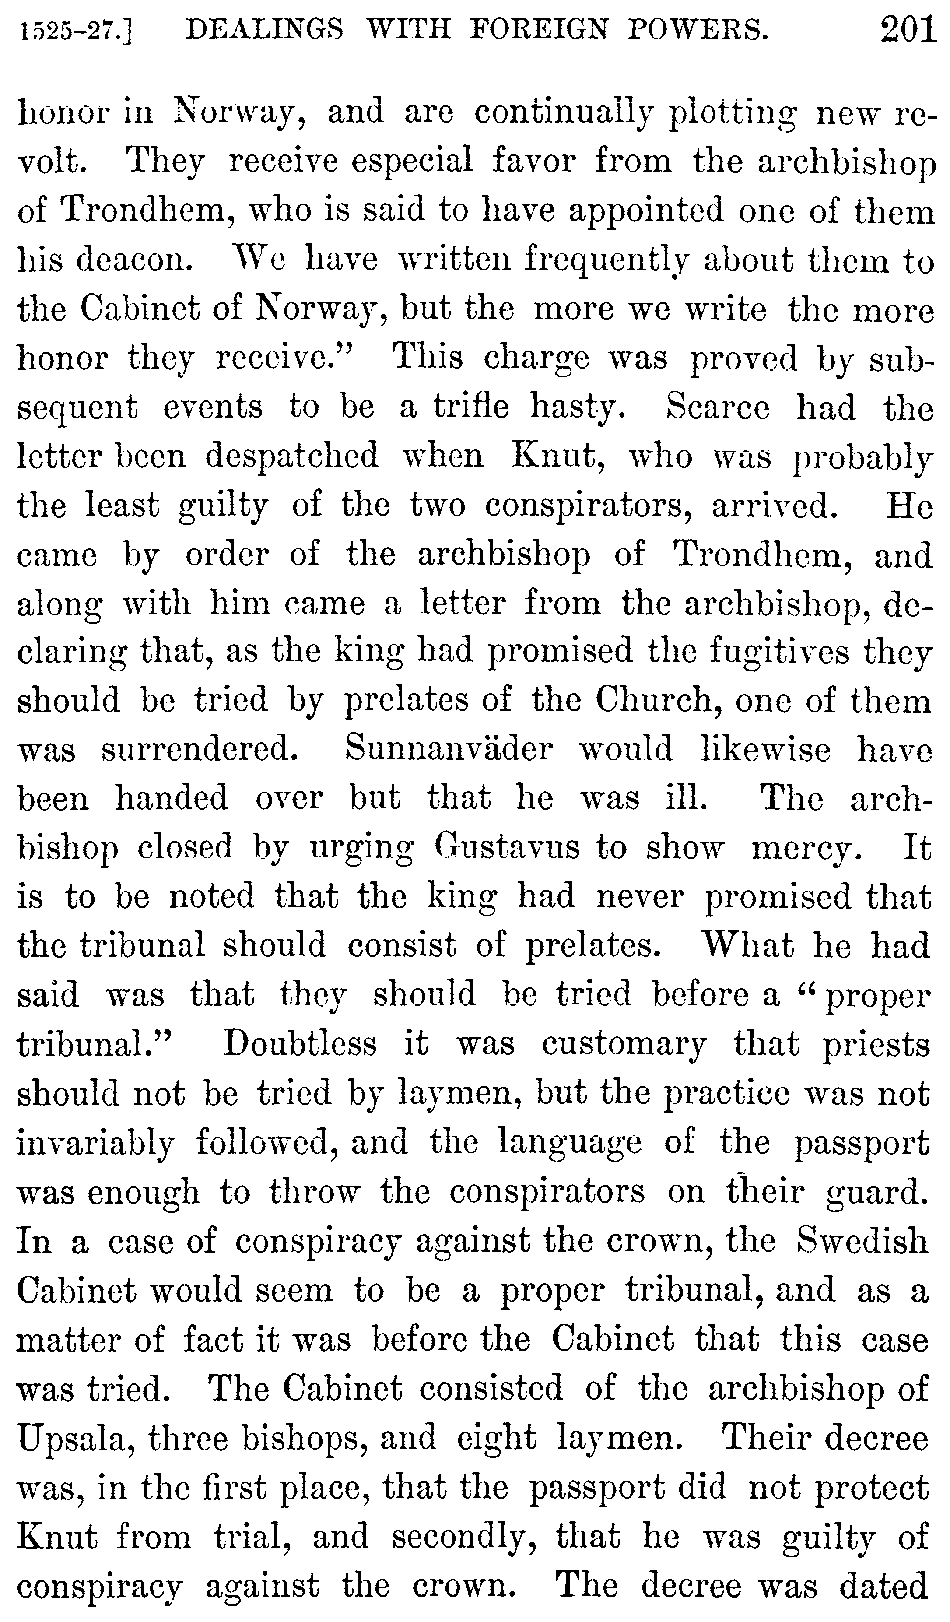 1525-27.] DEALINGS WITH FOREIGN POWERS. 201
honor in Norway, and are continually plotting new re-
volt. They receive especial favor from the archbishop
of Trondhem, who is said to have appointed one of them
his deacon. We have written frequently about them to
the Cabinet of Norway, but the more we write the more
honor they receive.” This charge was proved by sub-
sequent events to be a trifle hasty. Scarce had the
letter been despatched when Knut, who was probably
the least guilty of the two conspirators, arrived. He
came by order of the archbishop of Trondhem, and
along with him came a letter from the archbishop, de-
claring that, as the king had promised the fugitives they
should be tried by prelates of the Church, one of them
was surrendered. Sunnanväder would likewise have
been handed over but that he was ill. The arch-
bishop closed by urging Gustavus to show mercy. It
is to be noted that the king had never promised that
the tribunal should consist of prelates. What he had
said was that they should be tried before a “proper
tribunal.” Doubtless it was customary that priests
should not be tried by laymen, but the practice was not
invariably followed, and the language of the passport
was enough to throw the conspirators on their guard.
In a case of conspiracy against the crown, the Swedish
Cabinet would seem to be a proper tribunal, and as a
matter of fact it was before the Cabinet that this case
was tried. The Cabinet consisted of the archbishop of
Upsala, three bishops, and eight laymen. Their decree
was, in the first place, that the passport did not protect
Knut from trial, and secondly, that he was guilty of
conspiracy against the crown. The decree was dated